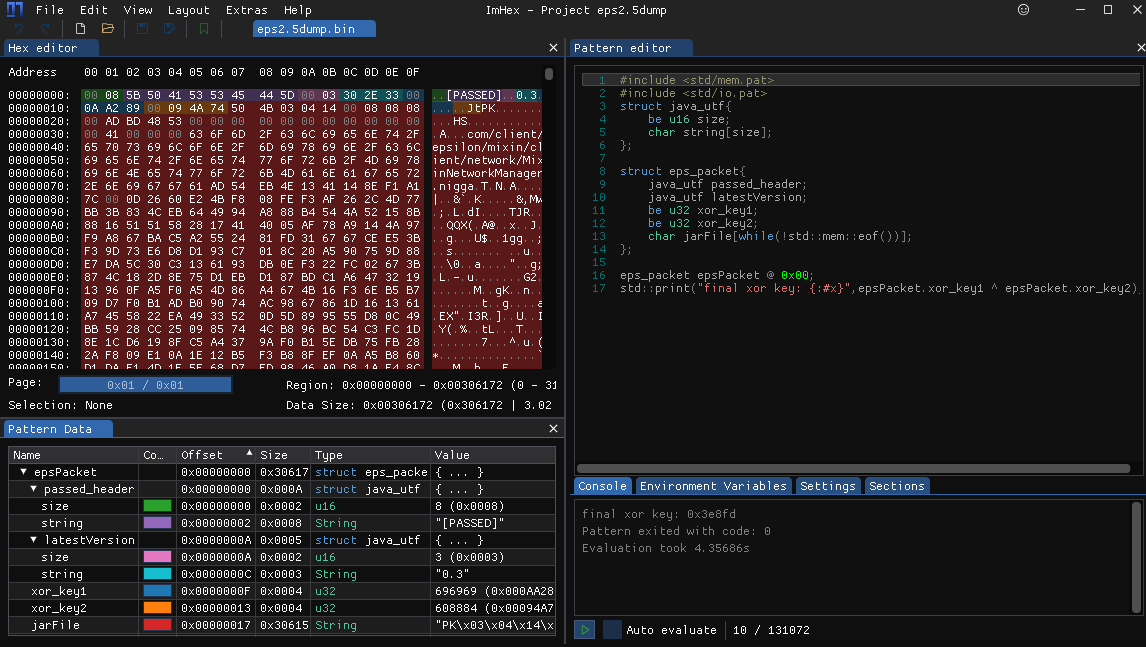 File Edit View Layout Extras Help
ImHex - Project eps2.5dump
eps2.5dump.bin
Hex editor
Address 00 01 02 03 04 05 06 07 08 09 0A 0B 0C 0D 0E 0F
00000000: 00 08 5B 50 41 53 53 45 44 5D 00 03 30 2E 33 00 ..[PASSED]..0.3.
00000010: 0A A2 89 00 09 4A 74 50 4B 03 04 14 00 08 08 08 .....JtPK.......
00000020: 00 AD BD 48 53 00 00 00 00 00 00 00 00 00 00 00 ...HS...........
00000030: 00 41 00 00 00 63 6F 6D 2F 63 6C 69 65 6E 74 2F .A...com/client/
00000040: 65 70 73 69 6C 6F 6E 2F 6D 69 78 69 6E 2F 63 6C epsilon/mixin/cl
00000050: 69 65 6E 74 2F 6E 65 74 77 6F 72 6B 2F 4D 69 78 ient/network/Mix
00000060: 69 6E 4E 65 74 77 6F 72 6B 4D 61 6E 61 67 65 72 inNetworkManager
00000070: 2E 6E 69 67 67 61 AD 54 EB 4E 13 41 14 8E F1 A1 .nigga.T.N.A....
00000080: 7C 00 0D 26 60 E2 4B F8 08 FE F3 AF 26 2C 4D 77 |..&`.K.....&,Mw
00000090: BB 3B 83 4C EB 64 49 94 A8 88 B4 54 4A 52 15 8B
000000A0: 88 16 51 51 58 28 17 41 40 05 AF 78 A9 14 4A 97
000000B0: F9 A8 67 BA C5 A2 55 24 81 FD 31 67 67 CE E5 3B
000000C0: F3 9D 73 E6 D8 D1 93 C7 01 8C 20 A5 90 75 9D 88
000000D0: E7 DA 5C 30 C3 13 61 93 DB 0E F3 22 FC 02 67 3B
000000E0: 87 4C 18 2D 8E 75 D1 EB D1 87 BD C1 A6 47 32 19
000000F0: 13 96 0F A5 F0 A5 4D 86 A4 67 4B 16 F3 6E B5 B7
00000100: 09 D7 F0 B1 AD B0 90 74 AC 98 67 86 1D 16 13 61
00000110: A7 45 58 22 EA 49 33 52 0D 5D 89 95 55 D8 0C 49
00000120: BB 59 28 CC 25 09 85 74 4C B8 96 BC 54 C3 FC 1D
00000130: 8E 1C D6 19 8F C5 A4 37 9A F0 B1 5E DB 75 FB 28
00000140: 2A F8 09 E1 0A 1E 12 B5 F3 B8 8F EF 0A A5 B8 60
Page: 0x01 / 0x01
Region: 0x00000000 - 0x00306172 (0 - 31
Selection: None
Data Size: 0x00306172 (0x306172 | 3.02
Pattern Data
Name Co... Offset Size Type Value
epsPacket 0x00000000 0x30617 struct eps_packe { ... }
passed_header 0x00000000 0x000A struct java_utf { ... }
size 0x00000000 0x0002 u16 8 (0x0008)
string 0x00000002 0x0008 String "[PASSED]"
latestVersion 0x0000000A 0x0005 struct java_utf { ... }
size 0x0000000A 0x0002 u16 3 (0x0003)
string 0x0000000C 0x0003 String "0.3"
xor_key1 0x0000000F 0x0004 u32 696969 (0x000AA28
xor_key2 0x00000013 0x0004 u32 608884 (0x00094A7
jarFile 0x00000017 0x30615 String "PK\x03\x04\x14\x
Pattern editor
1 #include <std/mem.pat>
2 #include <std/io.pat>
3 struct java_utf{
4 be u16 size;
5 char string[size];
6 };
7
8 struct eps_packet{
9 java_utf passed_header;
10 java_utf latestVersion;
11 be u32 xor_key1;
12 be u32 xor_key2;
13 char jarFile[while(!std::mem::eof())];
14 };
15
16 eps_packet epsPacket @ 0x00;
17 std::print("final xor key: {:#x}",epsPacket.xor_key1 ^ epsPacket.xor_key2)
Console Environment Variables Settings Sections
final xor key: 0x3e8fd
Pattern exited with code: 0
Evaluation took 4.35686s
Auto evaluate 10 / 131072